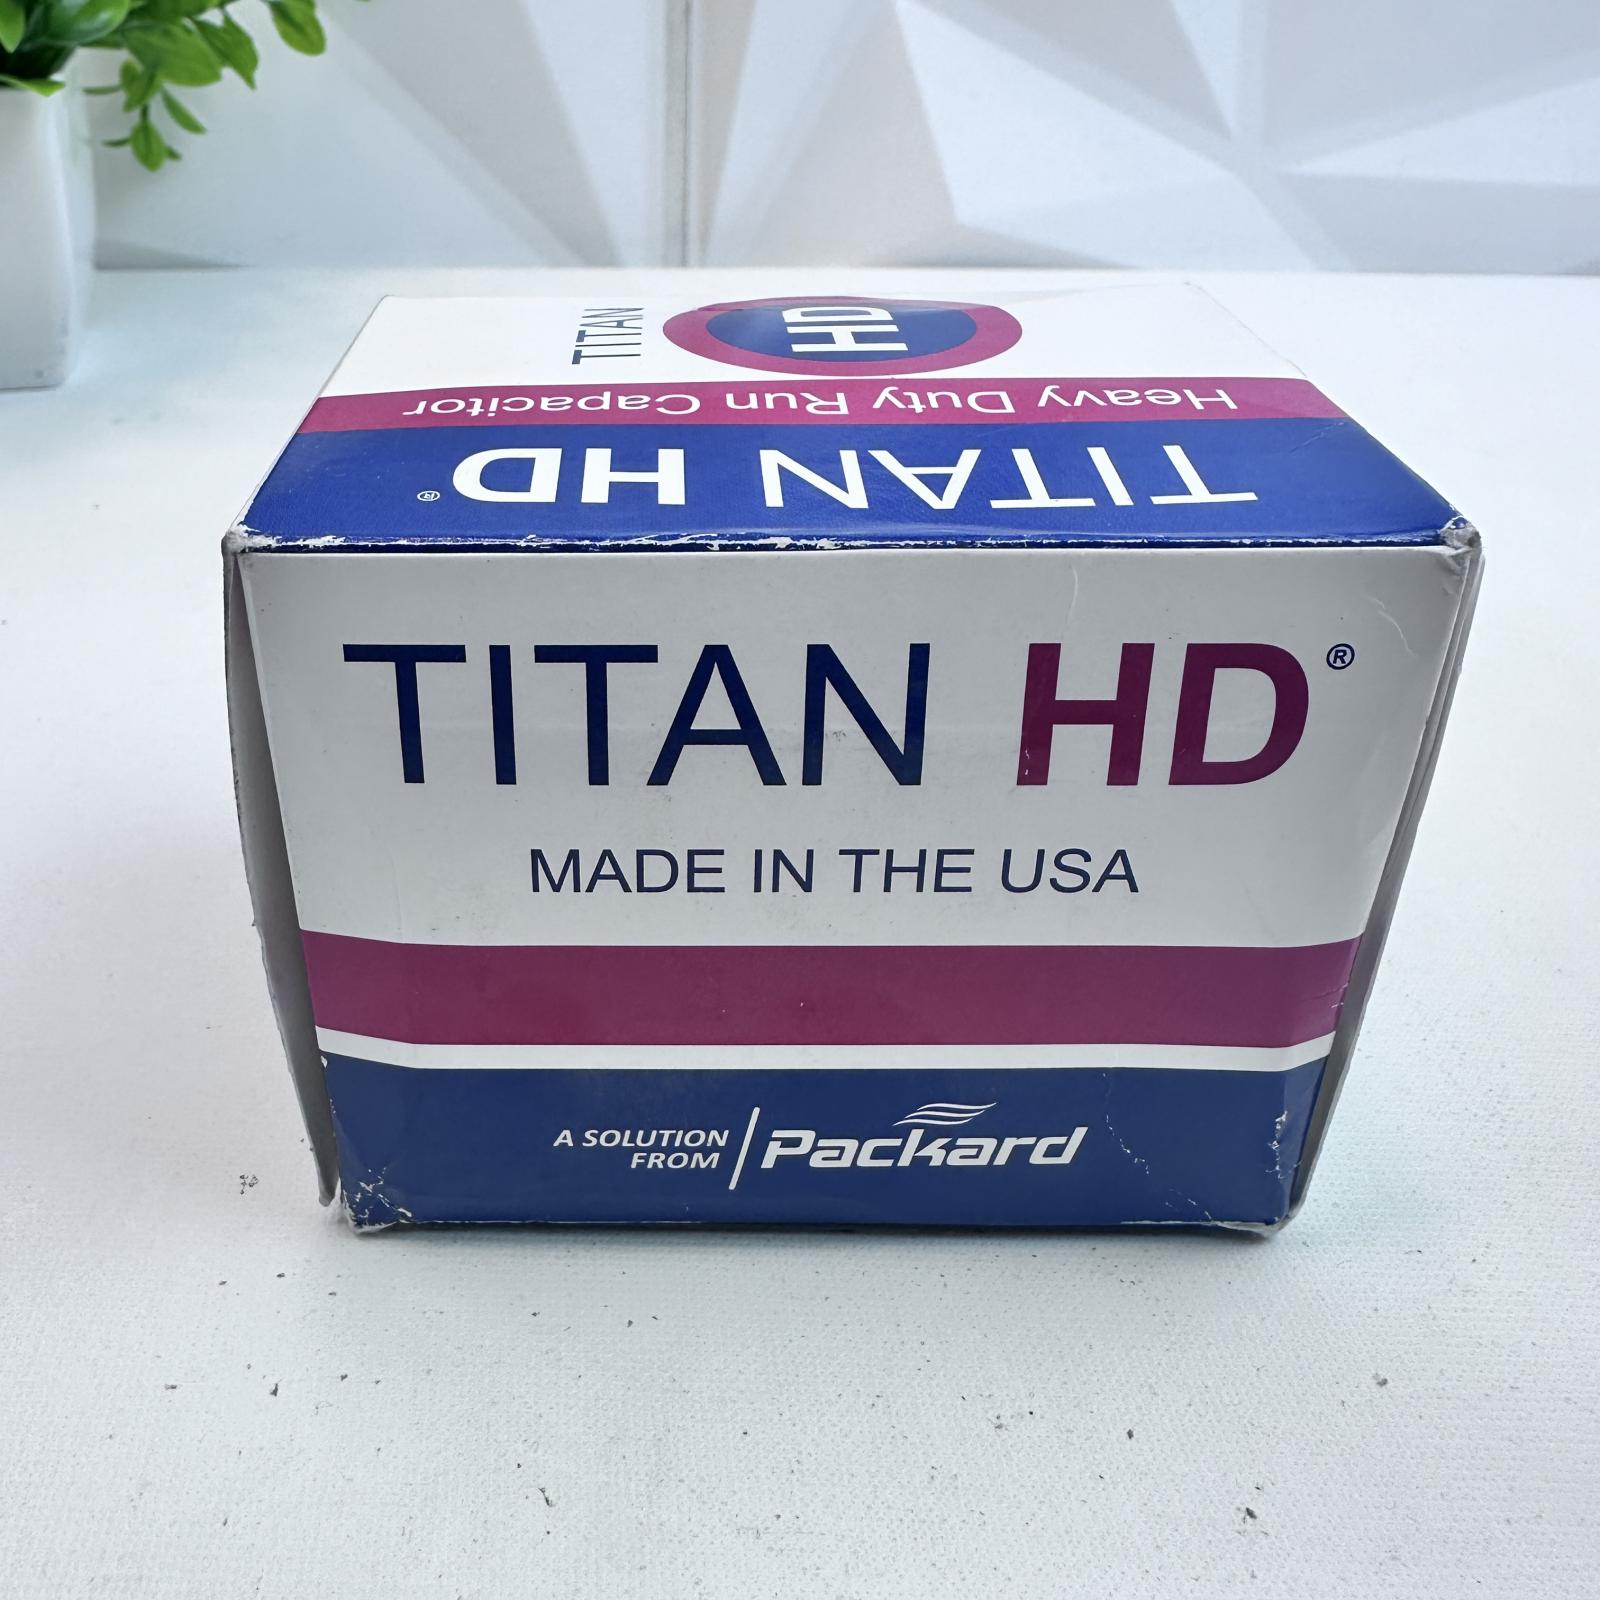 TITAN
HD
Heavy Duty Run Capacitor
TITAN HD®
TITAN HD®
MADE IN THE USA
A SOLUTION
FROM
Packard